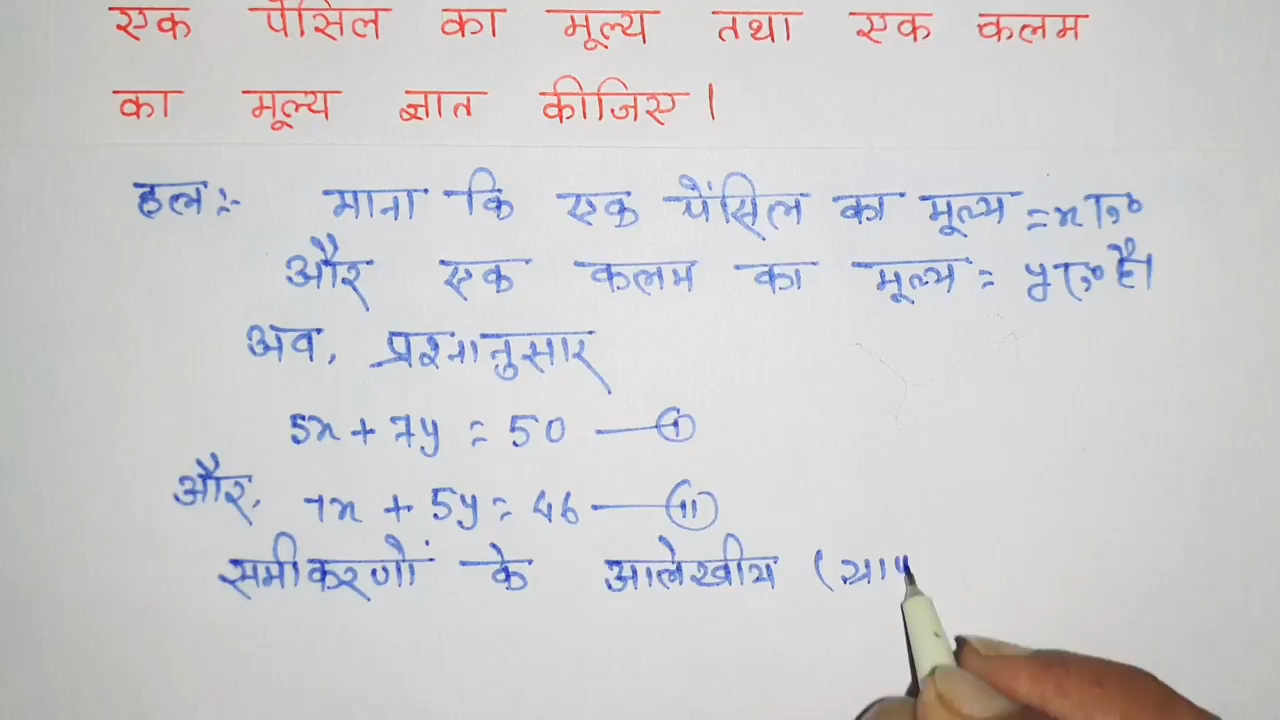 एक पेंसिल का मूल्य तथा एक कलम
का मूल्य ज्ञात कीजिए।
हलः- माना कि एक पेंसिल का मूल्य = x रु०
और एक कलम का मूल्य = y रु० है।
अब, प्रश्नानुसार
5x + 7y = 50 —(i)
और, 7x + 5y = 46 —(ii)
समीकरणों के आलेखीय (ग्राफ